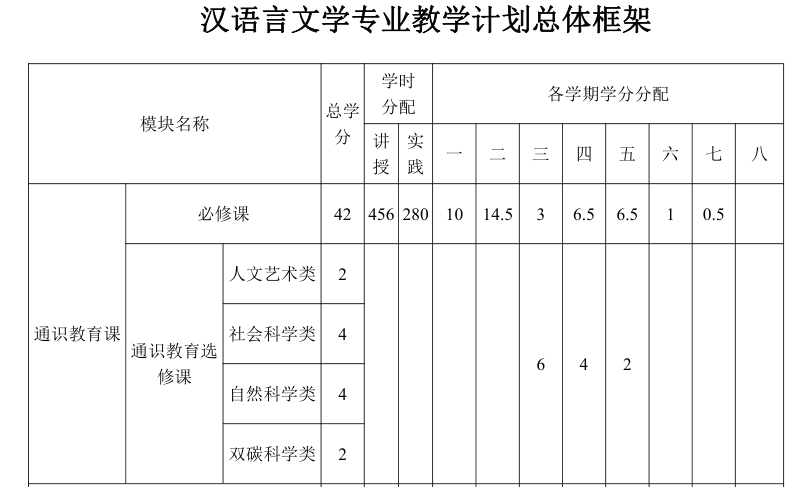 汉语言文学专业教学计划总体框架
模块名称
总学
分
学时
分配
各学期学分分配
讲
授
实
践
一 二 三 四 五 六 七 八
通识教育课
必修课 42 456 280 10 14.5 3 6.5 6.5 1 0.5
通识教育选
修课
人文艺术类 2
社会科学类 4
自然科学类 4
双碳科学类 2
6 4 2